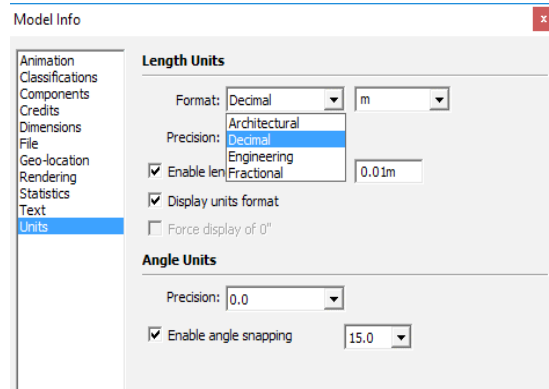 Model Info
x
Animation
Classifications
Components
Credits
Dimensions
File
Geo-location
Rendering
Statistics
Text
Units
Length Units
Format: Decimal m
Architectural
Decimal
Engineering
Fractional
Precision:
Enable len 0.01m
Display units format
Force display of 0"
Angle Units
Precision: 0.0
Enable angle snapping 15.0